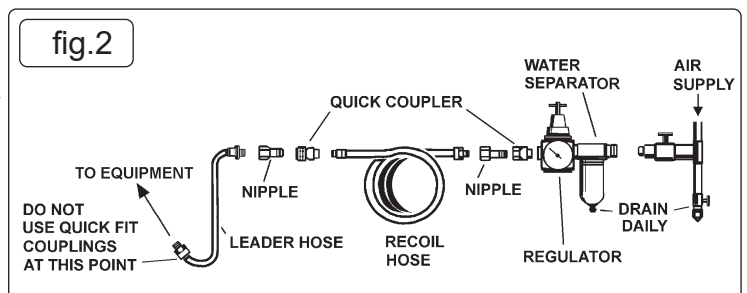 fig.2
WATER
SEPARATOR
AIR
SUPPLY
QUICK COUPLER
TO EQUIPMENT
NIPPLE
NIPPLE
DO NOT
USE QUICK FIT
COUPLINGS
AT THIS POINT
LEADER HOSE
RECOIL
HOSE
DRAIN
DAILY
REGULATOR